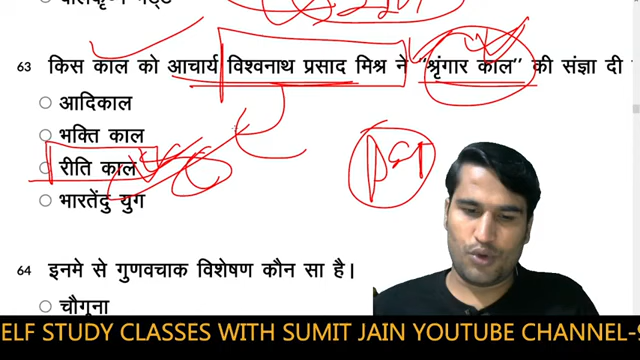 63 किस काल को आचार्य विश्वनाथ प्रसाद मिश्र ने "श्रृंगार काल" की संज्ञा दी
आदिकाल
भक्ति काल
रीति काल
भारतेंदु युग
64 इनमे से गुणवचाक विशेषण कौन सा है।
चौगूना
ELF STUDY CLASSES WITH SUMIT JAIN YOUTUBE CHANNEL-9